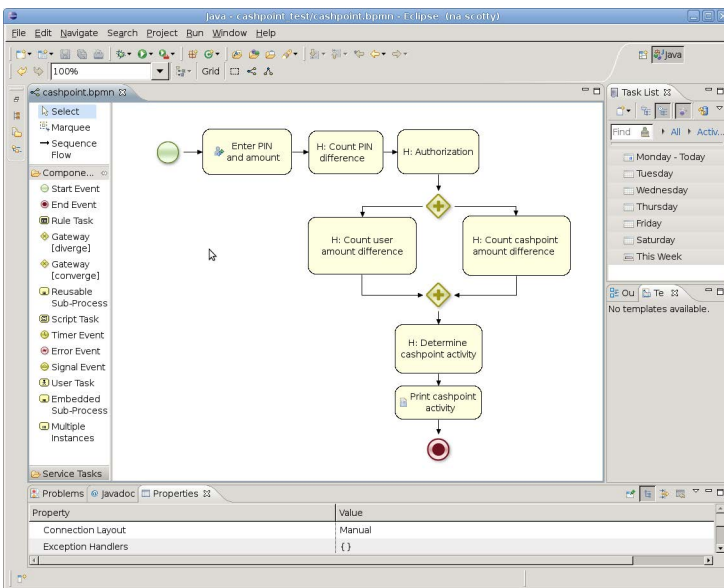 Java - cashpoint test/cashpoint.bpmn - Eclipse (na scotty)
File Edit Navigate Search Project Run Window Help
Java
100%
Grid
cashpoint.bpmn
Select
Marquee
Sequence
Flow
Compone...
Start Event
End Event
Rule Task
Gateway
[diverge]
Gateway
[converge]
Reusable
Sub-Process
Script Task
Timer Event
Error Event
Signal Event
User Task
Embedded
Sub-Process
Multiple
Instances
Service Tasks
Enter PIN
and amount
H: Count PIN
difference
H: Authorization
H: Count user
amount difference
H: Count cashpoint
amount difference
H: Determine
cashpoint activity
Print cashpoint
activity
Task List
Find All Activ...
Monday - Today
Tuesday
Wednesday
Thursday
Friday
Saturday
This Week
Ou Te
No templates available.
Problems Javadoc Properties
Property Value
Connection Layout Manual
Exception Handlers {}